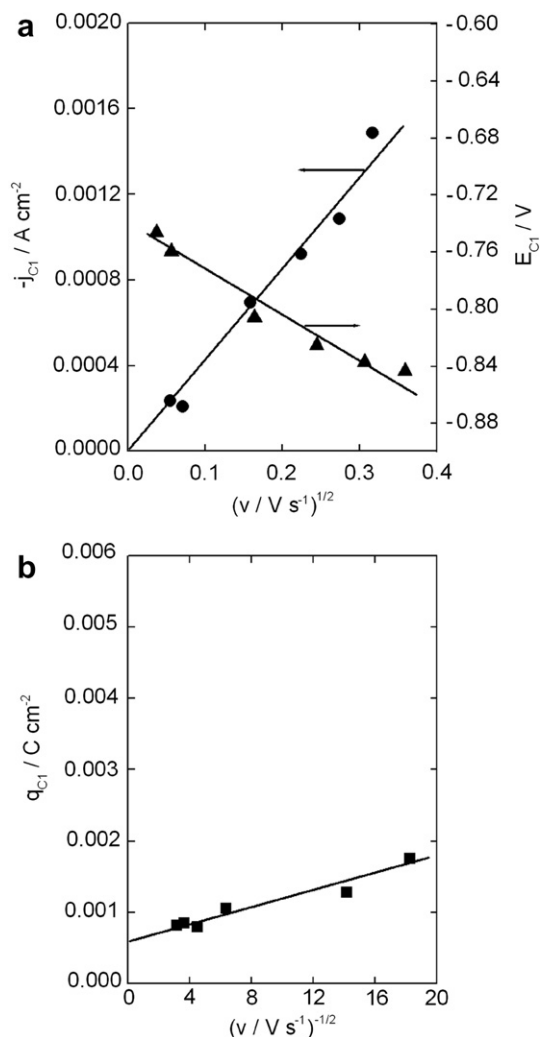 a
0.0020
0.0016
0.0012
0.0008
0.0004
0.0000
-j_C1 / A cm⁻²
-0.60
-0.64
-0.68
-0.72
-0.76
-0.80
-0.84
-0.88
E_C1 / V
0.0 0.1 0.2 0.3 0.4
(v / V s⁻¹)^1/2
b
0.006
0.005
0.004
0.003
0.002
0.001
0.000
q_C1 / C cm⁻²
0 4 8 12 16 20
(v / V s⁻¹)^-1/2